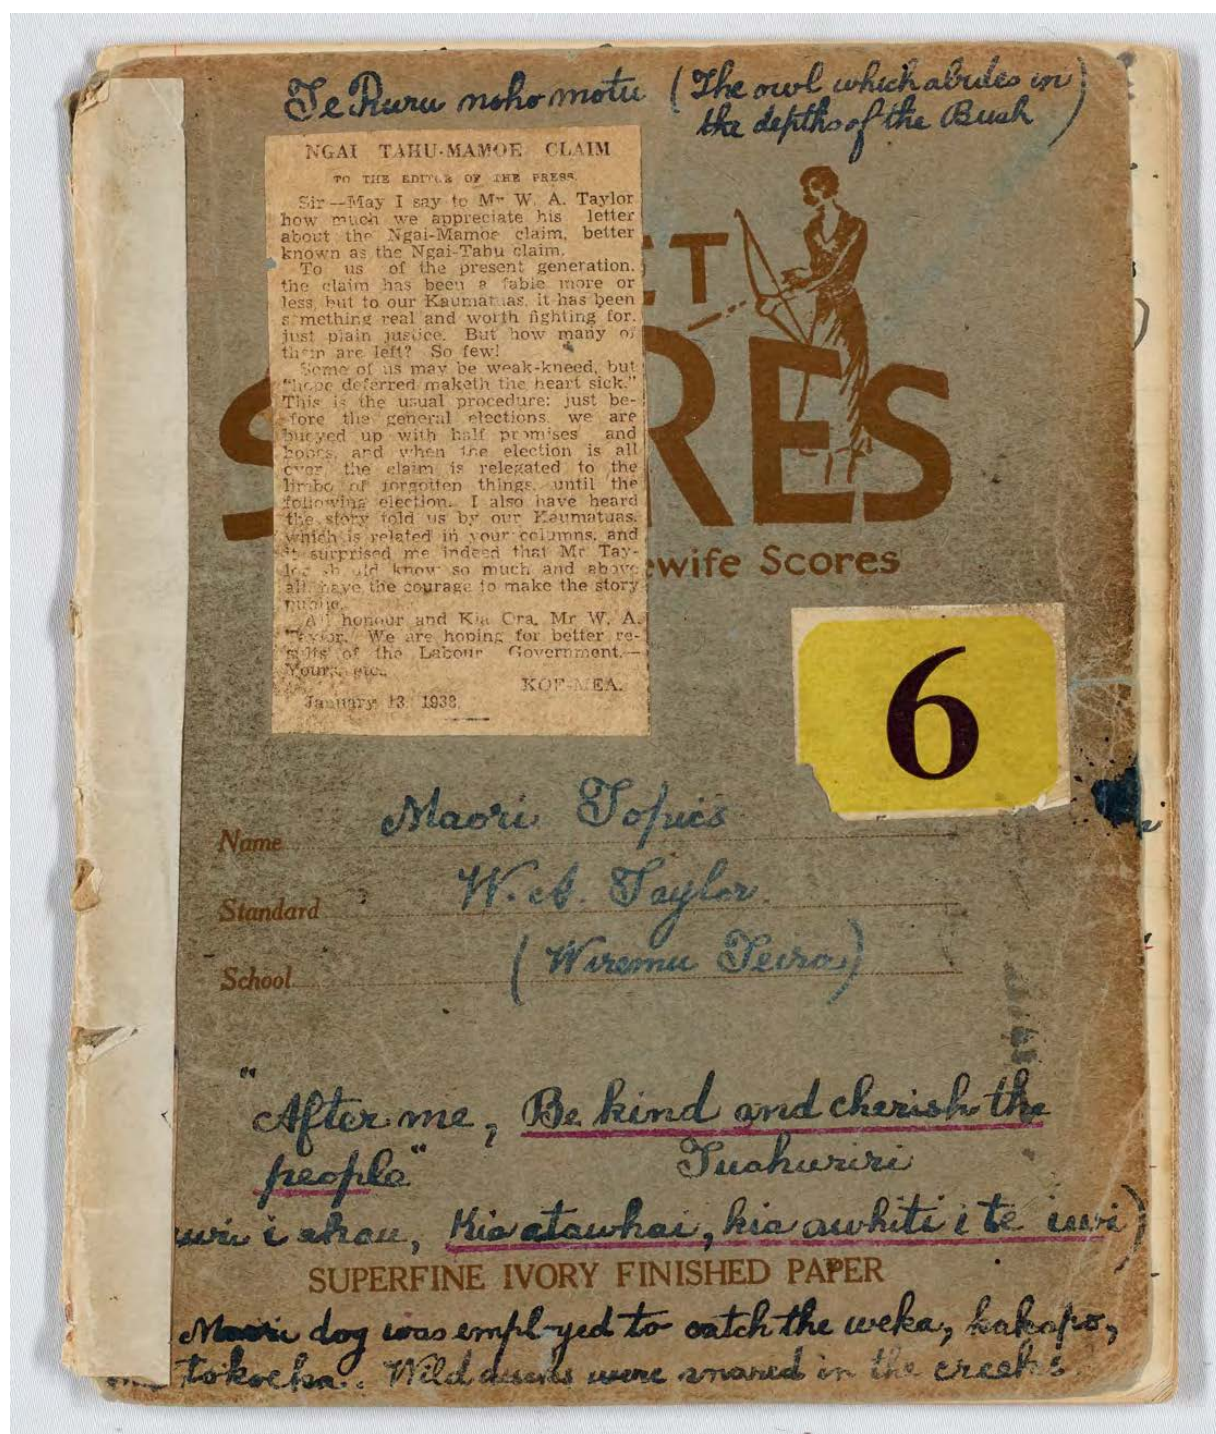 Te Ruru noho motu (The owl which abides in
the depths of the Bush)
NGAI TAHU-MAMOE CLAIM
TO THE EDITOR OF THE PRESS.
Sir—May I say to Mr W. A. Taylor
how much we appreciate his letter
about the Ngai-Mamoe claim, better
known as the Ngai-Tahu claim.
To us of the present generation,
the claim has been a fable more or
less, but to our Kaumatuas, it has been
something real and worth fighting for,
just plain justice. But how many of
them are left? So few!
Some of us may be weak-kneed, but
"hope deferred maketh the heart sick."
This is the usual procedure: just be-
fore the general elections, we are
buoyed up with half promises and
hopes, and when the election is all
over, the claim is relegated to the
limbo of forgotten things, until the
following election. I also have heard
the story told us by our Kaumatuas,
which is related in your columns, and
it surprised me indeed that Mr Tay-
lor should know so much and above
all, have the courage to make the story
public.
All honour and Kia Ora, Mr W. A.
Taylor. We are hoping for better re-
sults of the Labour Government.—
Yours, etc.,
KOE-MEA.
January 13, 1938.
ET
S RES
ewife Scores
6
Name Maori Topics
Standard W. A. Taylor
School (Wiremu Teira)
"After me, Be kind and cherish the
people" Tuahuriri
i ahau, Kia atawhai, kia awhiti i te iwi)
SUPERFINE IVORY FINISHED PAPER
Maori dog was empl-yed to catch the weka, kakapo,
tokoeka. Wild ducks were snared in the creeks